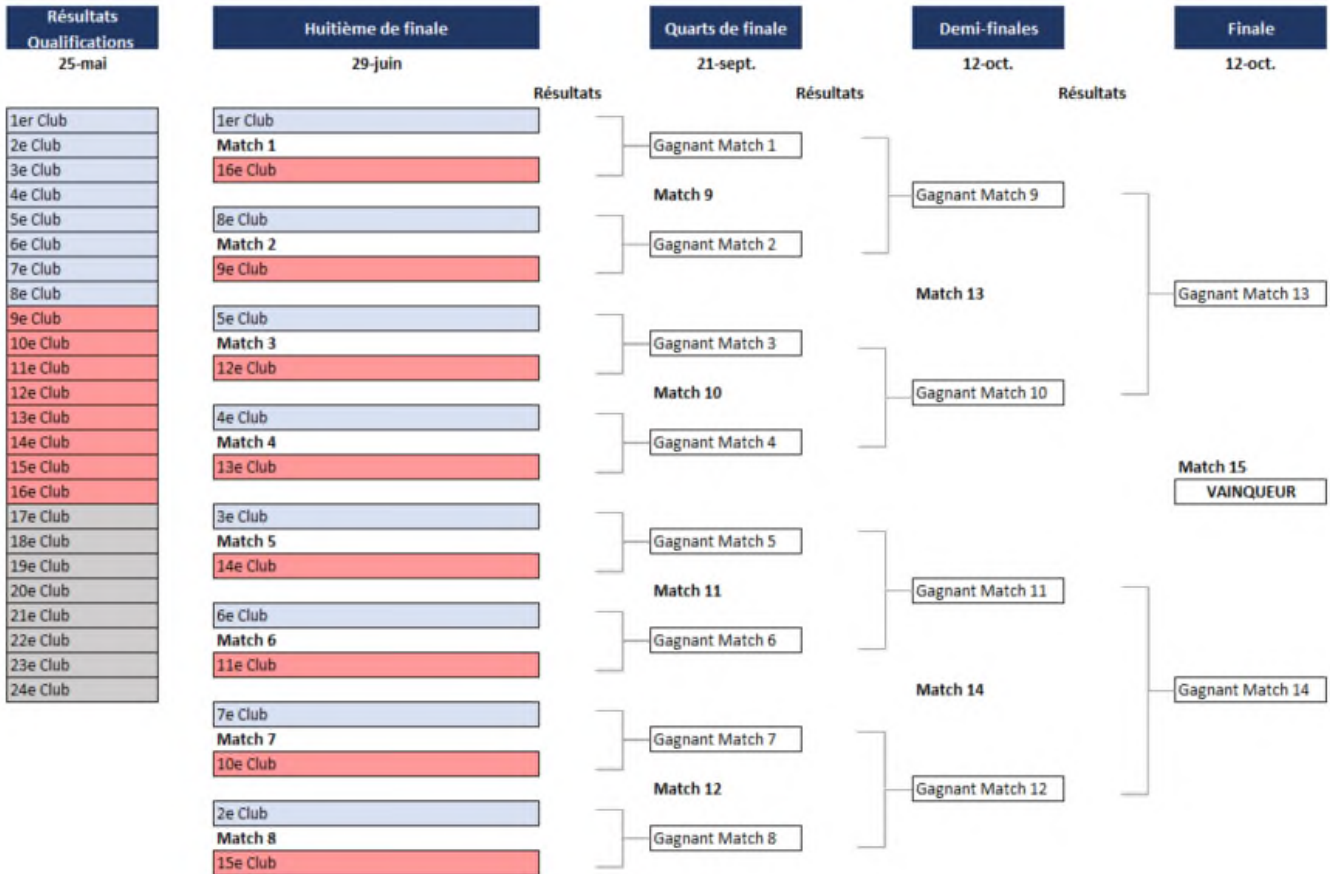 Résultats
Qualifications
25-mai
1er Club
2e Club
3e Club
4e Club
5e Club
6e Club
7e Club
8e Club
9e Club
10e Club
11e Club
12e Club
13e Club
14e Club
15e Club
16e Club
17e Club
18e Club
19e Club
20e Club
21e Club
22e Club
23e Club
24e Club
Huitième de finale
29-juin
Résultats
1er Club
Match 1
16e Club
8e Club
Match 2
9e Club
5e Club
Match 3
12e Club
4e Club
Match 4
13e Club
3e Club
Match 5
14e Club
6e Club
Match 6
11e Club
7e Club
Match 7
10e Club
2e Club
Match 8
15e Club
Quarts de finale
21-sept.
Résultats
Gagnant Match 1
Match 9
Gagnant Match 2
Gagnant Match 3
Match 10
Gagnant Match 4
Gagnant Match 5
Match 11
Gagnant Match 6
Gagnant Match 7
Match 12
Gagnant Match 8
Demi-finales
12-oct.
Résultats
Gagnant Match 9
Match 13
Gagnant Match 10
Gagnant Match 11
Match 14
Gagnant Match 12
Finale
12-oct.
Gagnant Match 13
Match 15
VAINQUEUR
Gagnant Match 14